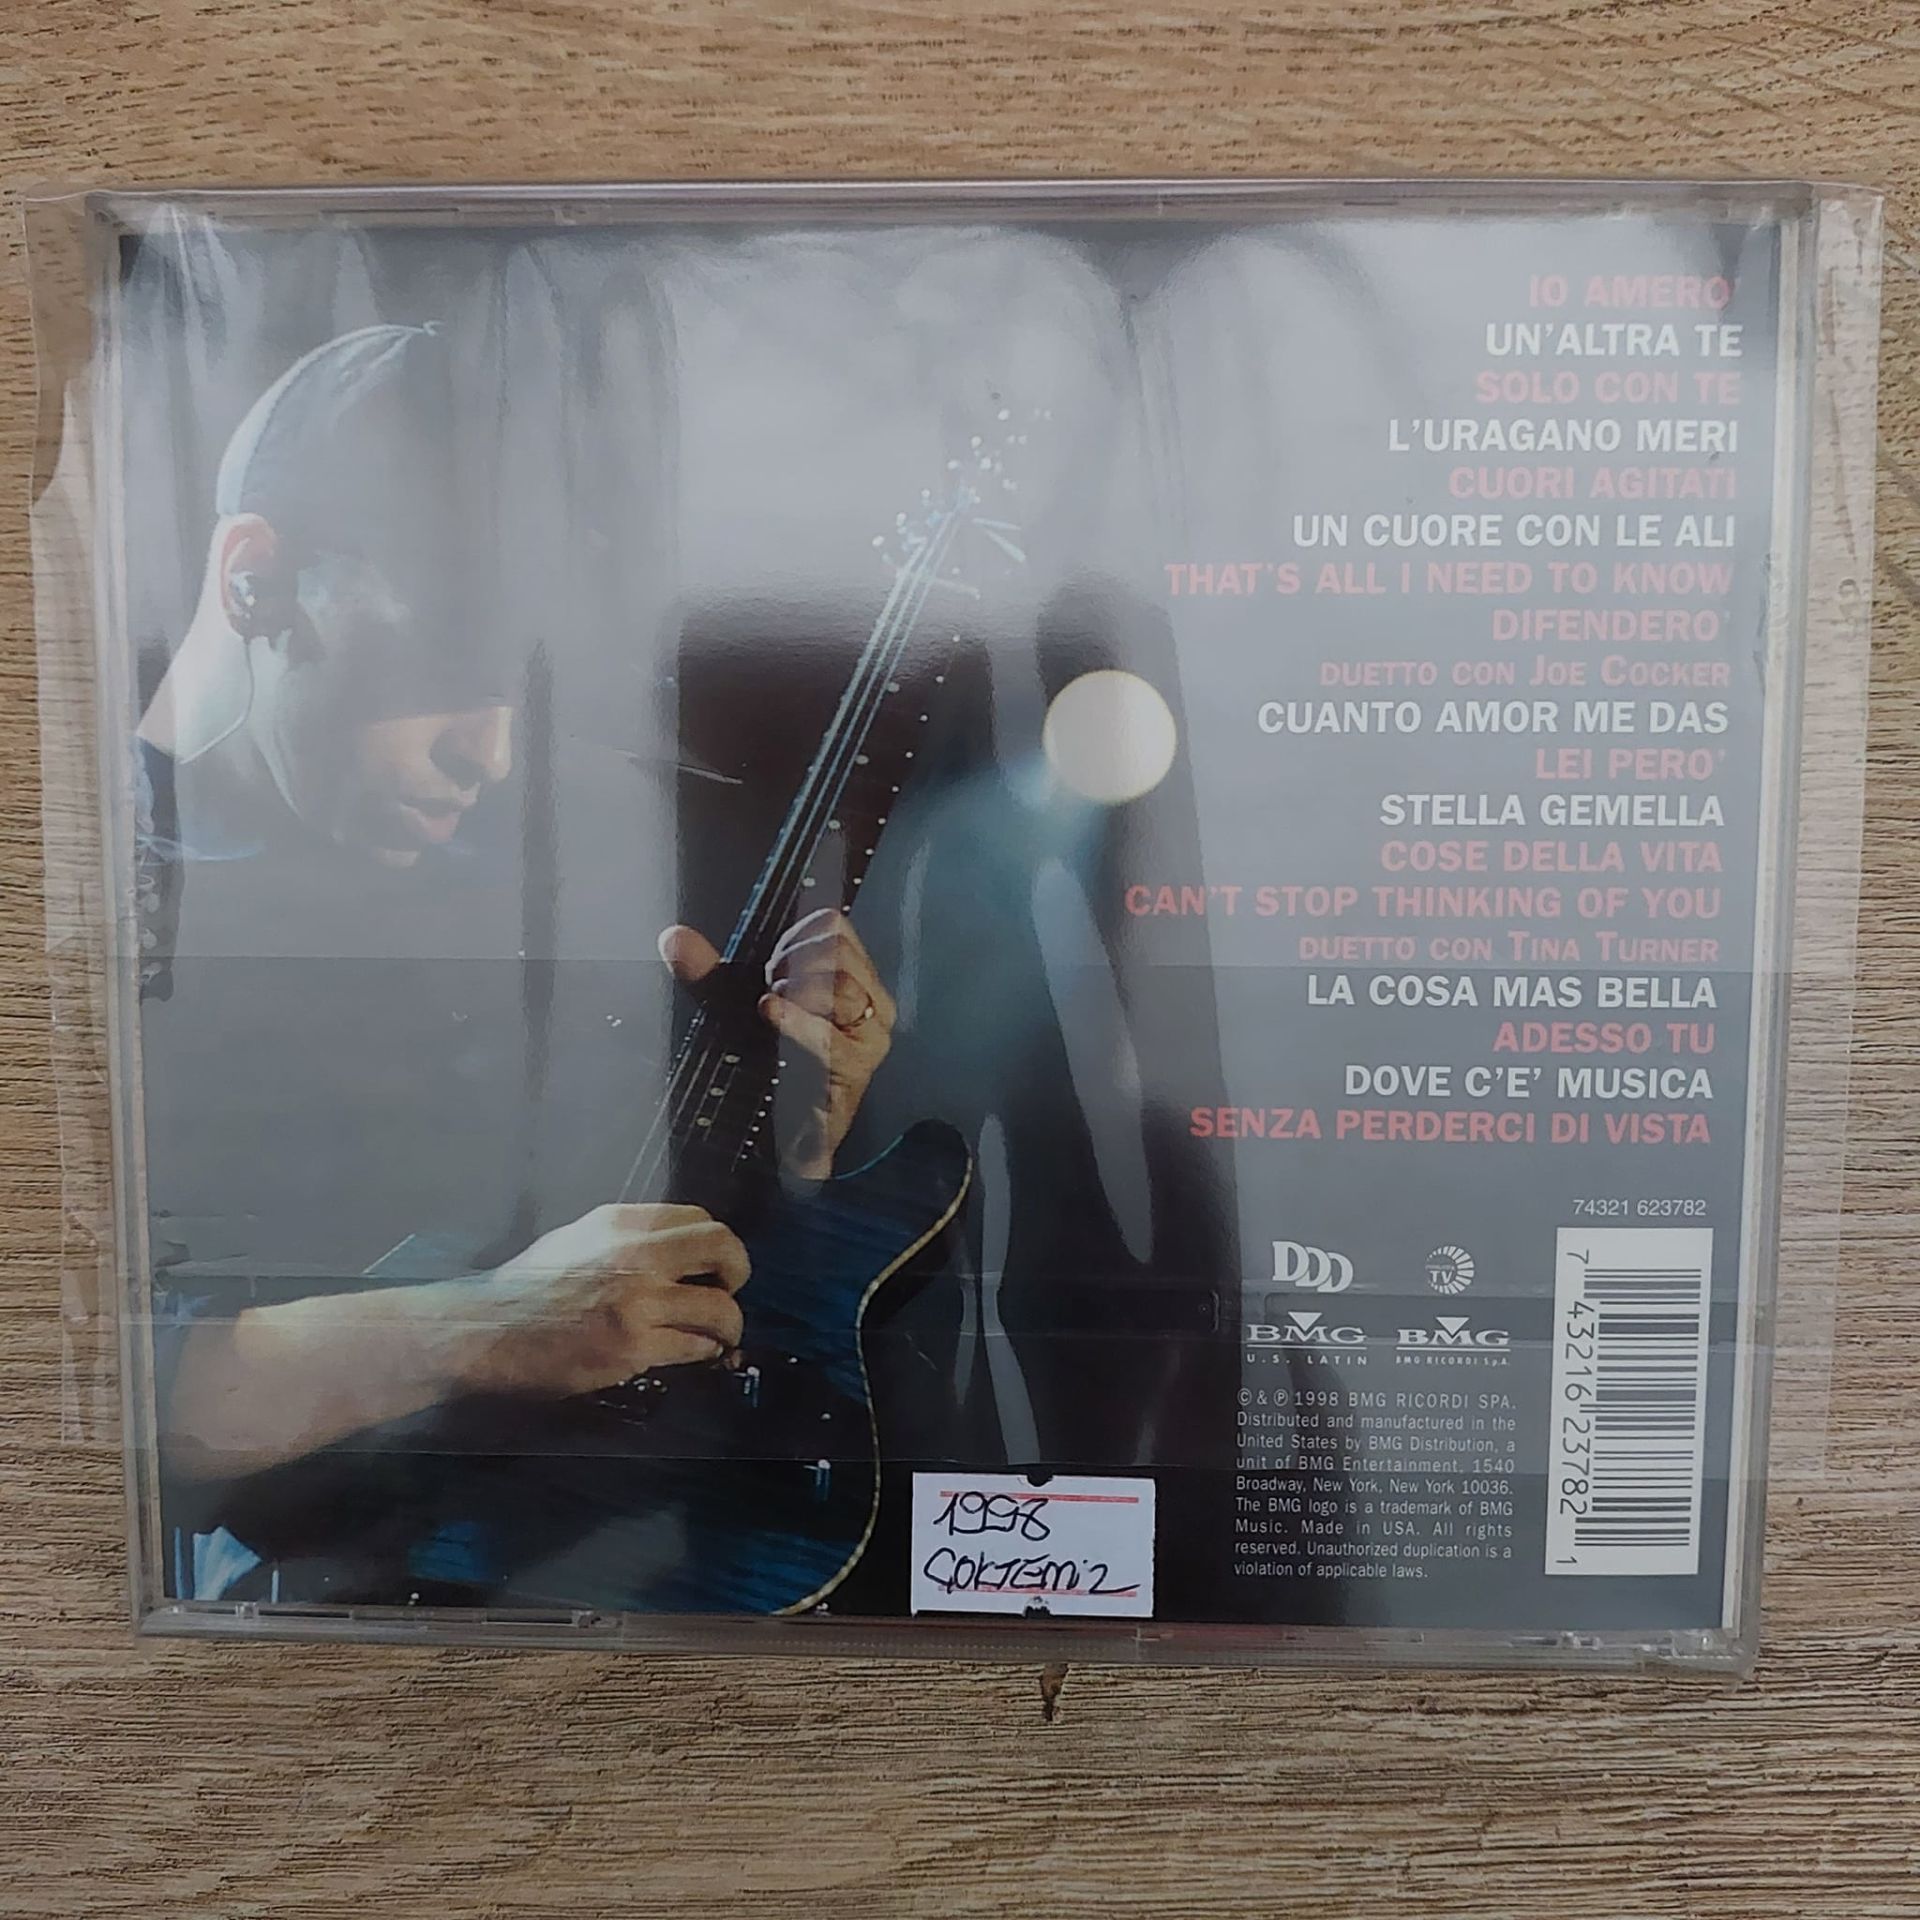 IO AMERO'
UN'ALTRA TE
SOLO CON TE
L'URAGANO MERI
CUORI AGITATI
UN CUORE CON LE ALI
THAT'S ALL I NEED TO KNOW
DIFENDERO'
DUETTO CON JOE COCKER
CUANTO AMOR ME DAS
LEI PERO'
STELLA GEMELLA
COSE DELLA VITA
CAN'T STOP THINKING OF YOU
DUETTO CON TINA TURNER
LA COSA MAS BELLA
ADESSO TU
DOVE C'E' MUSICA
SENZA PERDERCI DI VISTA
74321 623782
DDD
TV
BMG
U.S. LATIN
BMG
BMG RICORDI S.p.A.
© & ℗ 1998 BMG RICORDI SPA.
Distributed and manufactured in the
United States by BMG Distribution, a
unit of BMG Entertainment, 1540
Broadway, New York, New York 10036.
The BMG logo is a trademark of BMG
Music. Made in USA. All rights
reserved. Unauthorized duplication is a
violation of applicable laws.
7 43216 23782 1
1998
ÇOKTEMiZ